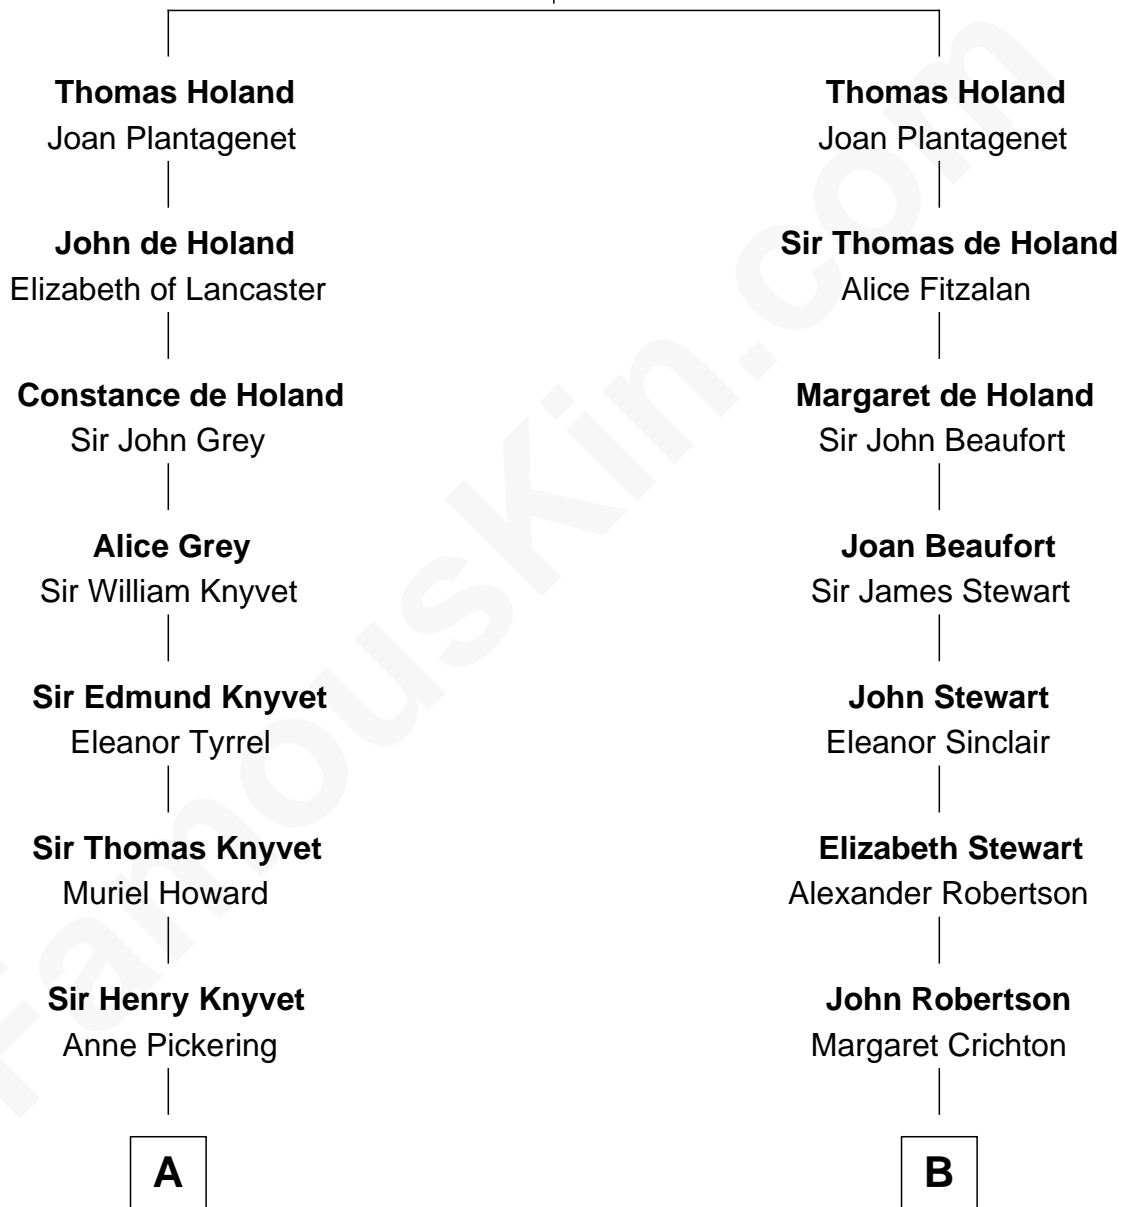 Thomas Holand
Joan Plantagenet
John de Holand
Elizabeth of Lancaster
Constance de Holand
Sir John Grey
Alice Grey
Sir William Knyvet
Sir Edmund Knyvet
Eleanor Tyrrel
Sir Thomas Knyvet
Muriel Howard
Sir Henry Knyvet
Anne Pickering
A
Thomas Holand
Joan Plantagenet
Sir Thomas de Holand
Alice Fitzalan
Margaret de Holand
Sir John Beaufort
Joan Beaufort
Sir James Stewart
John Stewart
Eleanor Sinclair
Elizabeth Stewart
Alexander Robertson
John Robertson
Margaret Crichton
B
FamousKin.com